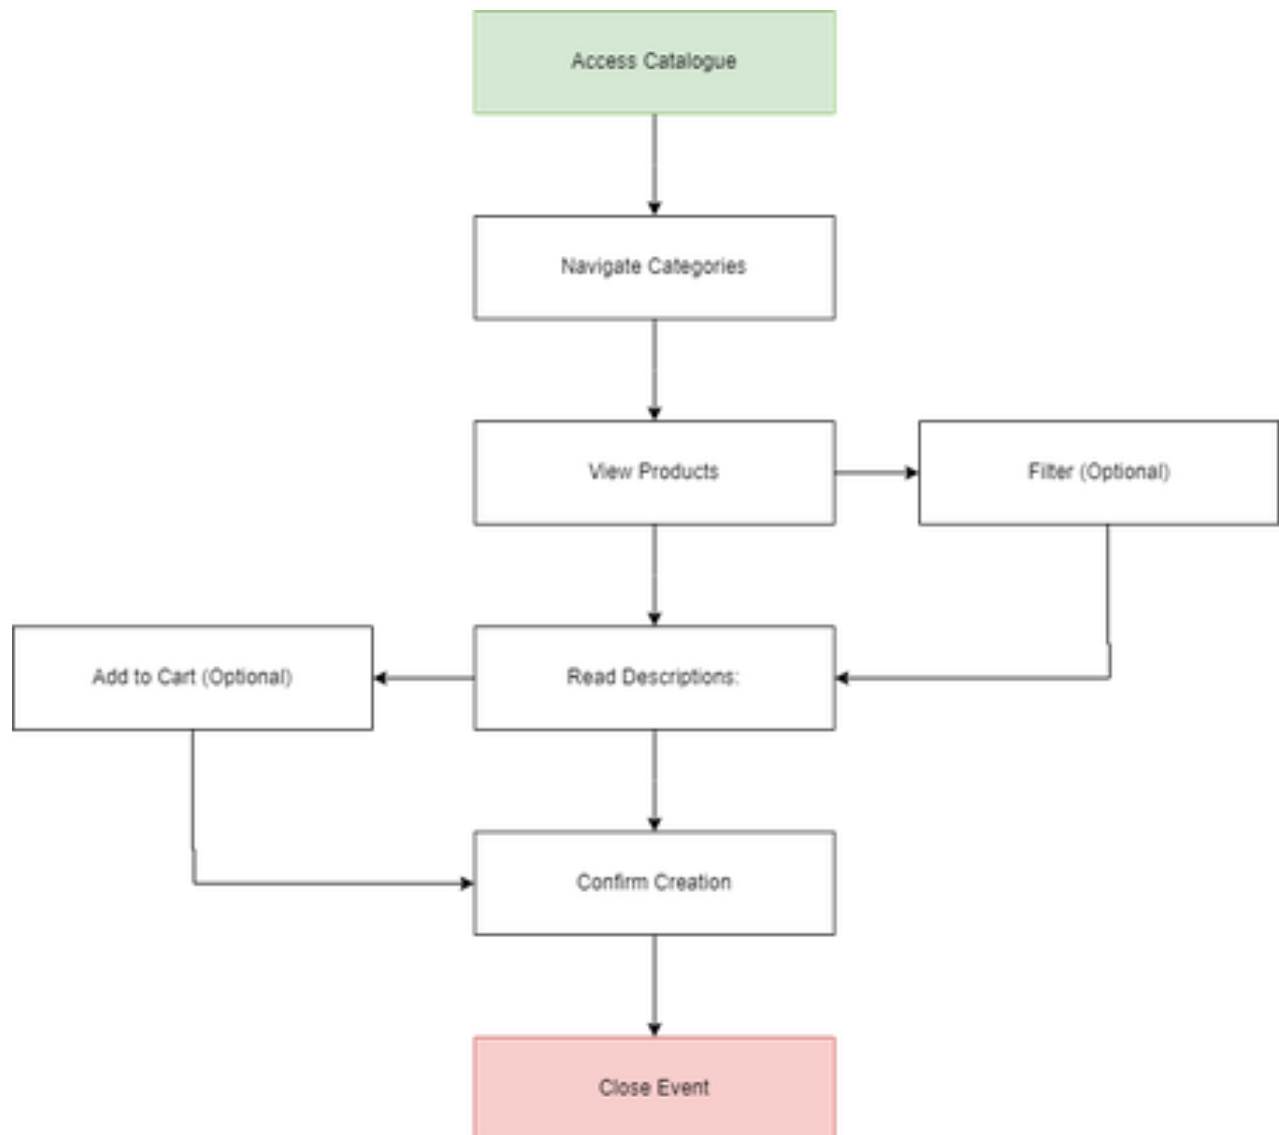 Access Catalogue
Navigate Categories
View Products
Filter (Optional)
Add to Cart (Optional)
Read Descriptions:
Confirm Creation
Close Event